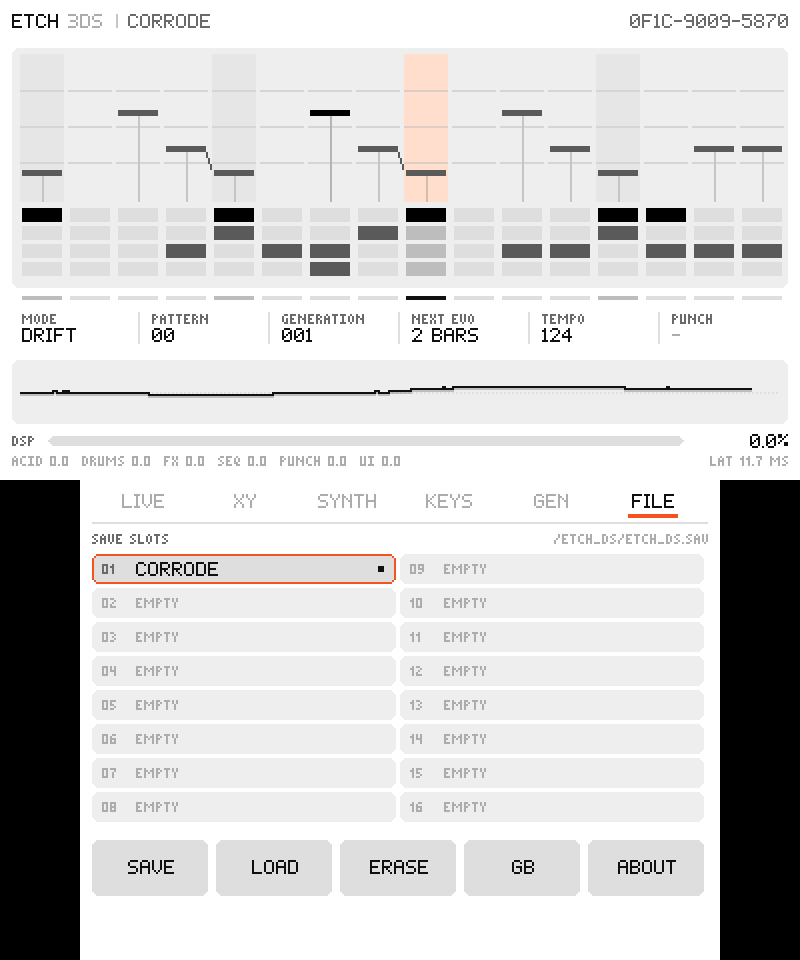 ETCH 3DS | CORRODE 0F1C-9009-5870
MODE PATTERN GENERATION NEXT EVO TEMPO PUNCH
DRIFT 00 001 2 BARS 124 -
DSP 0.0%
ACID 0.0 DRUMS 0.0 FX 0.0 SEQ 0.0 PUNCH 0.0 UI 0.0 LAT 11.7 MS
LIVE XY SYNTH KEYS GEN FILE
SAVE SLOTS /ETCH_DS/ETCH_DS.SAV
01 CORRODE 09 EMPTY
02 EMPTY 10 EMPTY
03 EMPTY 11 EMPTY
04 EMPTY 12 EMPTY
05 EMPTY 13 EMPTY
06 EMPTY 14 EMPTY
07 EMPTY 15 EMPTY
08 EMPTY 16 EMPTY
SAVE LOAD ERASE GB ABOUT